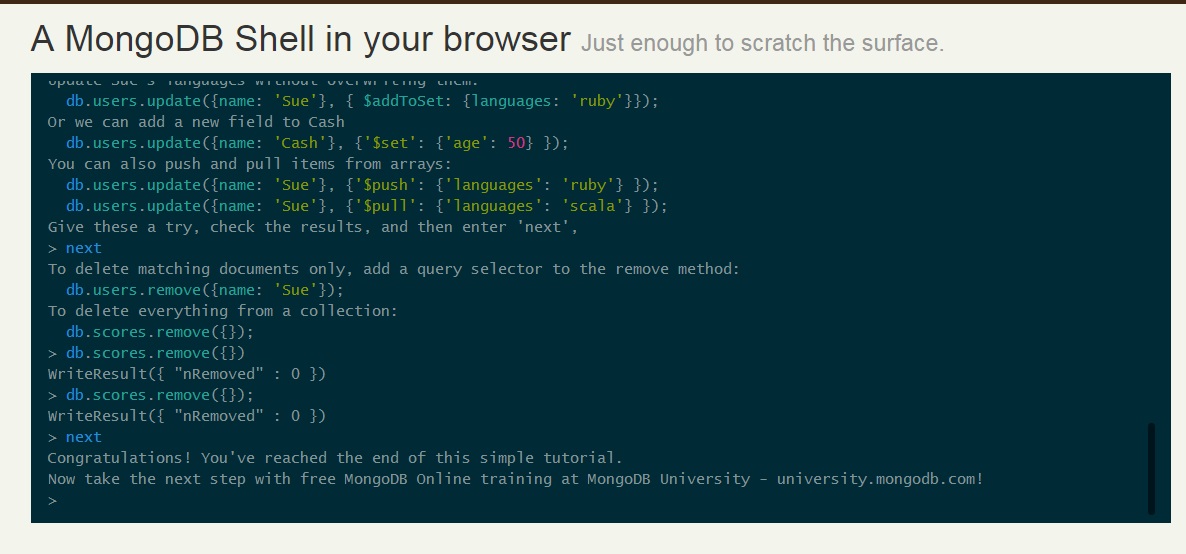 A MongoDB Shell in your browser Just enough to scratch the surface.
Update Sue's languages without overwriting them:
db.users.update({name: 'Sue'}, { $addToSet: {languages: 'ruby'}});
Or we can add a new field to Cash
db.users.update({name: 'Cash'}, {'$set': {'age': 50} });
You can also push and pull items from arrays:
db.users.update({name: 'Sue'}, {'$push': {'languages': 'ruby'} });
db.users.update({name: 'Sue'}, {'$pull': {'languages': 'scala'} });
Give these a try, check the results, and then enter 'next',
> next
To delete matching documents only, add a query selector to the remove method:
db.users.remove({name: 'Sue'});
To delete everything from a collection:
db.scores.remove({});
> db.scores.remove({})
WriteResult({ "nRemoved" : 0 })
> db.scores.remove({});
WriteResult({ "nRemoved" : 0 })
> next
Congratulations! You've reached the end of this simple tutorial.
Now take the next step with free MongoDB Online training at MongoDB University - university.mongodb.com!
>